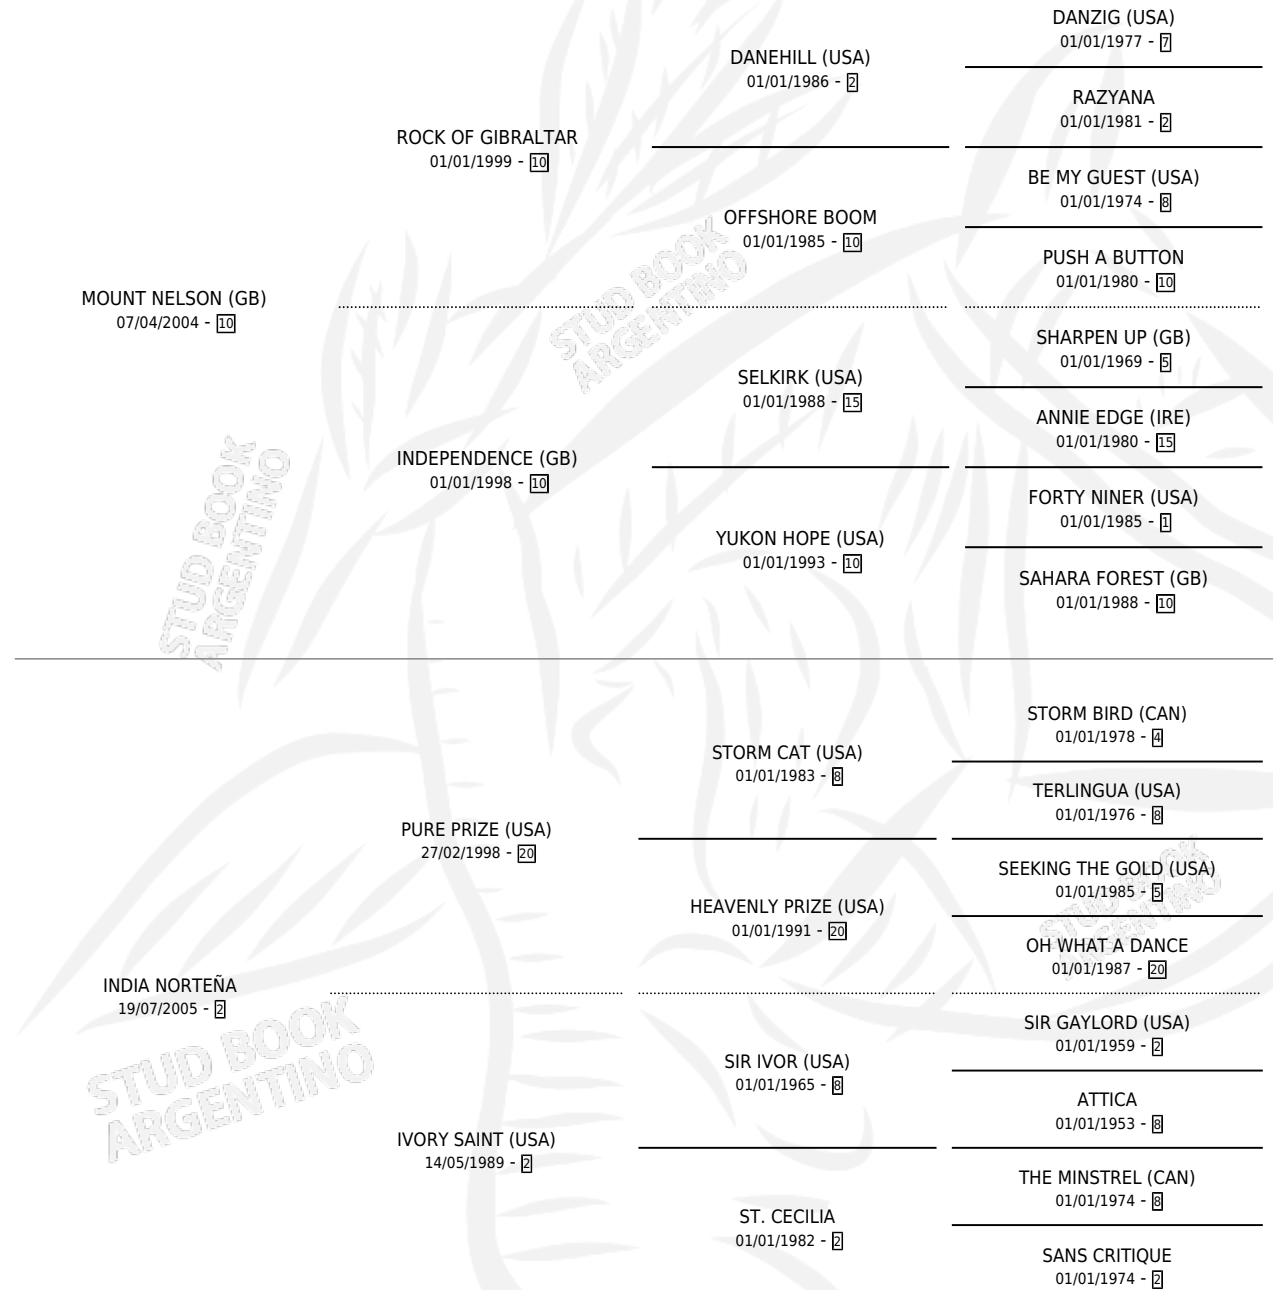 DANZIG (USA)
01/01/1977 - 7
DANEHILL (USA)
01/01/1986 - 2
RAZYANA
01/01/1981 - 2
ROCK OF GIBRALTAR
01/01/1999 - 10
BE MY GUEST (USA)
01/01/1974 - 8
OFFSHORE BOOM
01/01/1985 - 10
PUSH A BUTTON
01/01/1980 - 10
MOUNT NELSON (GB)
07/04/2004 - 10
SHARPEN UP (GB)
01/01/1969 - 5
SELKIRK (USA)
01/01/1988 - 15
ANNIE EDGE (IRE)
01/01/1980 - 15
INDEPENDENCE (GB)
01/01/1998 - 10
FORTY NINER (USA)
01/01/1985 - 1
YUKON HOPE (USA)
01/01/1993 - 10
SAHARA FOREST (GB)
01/01/1988 - 10
STORM BIRD (CAN)
01/01/1978 - 4
STORM CAT (USA)
01/01/1983 - 8
TERLINGUA (USA)
01/01/1976 - 8
PURE PRIZE (USA)
27/02/1998 - 20
SEEKING THE GOLD (USA)
01/01/1985 - 5
HEAVENLY PRIZE (USA)
01/01/1991 - 20
OH WHAT A DANCE
01/01/1987 - 20
INDIA NORTEÑA
19/07/2005 - 2
SIR GAYLORD (USA)
01/01/1959 - 2
SIR IVOR (USA)
01/01/1965 - 8
ATTICA
01/01/1953 - 8
IVORY SAINT (USA)
14/05/1989 - 2
THE MINSTREL (CAN)
01/01/1974 - 8
ST. CECILIA
01/01/1982 - 2
SANS CRITIQUE
01/01/1974 - 2
STUD BOOK
ARGENTINO
STUD BOOK
ARGENTINO
STUD BOOK
ARGENTINO
STUD BOOK
ARGENTINO